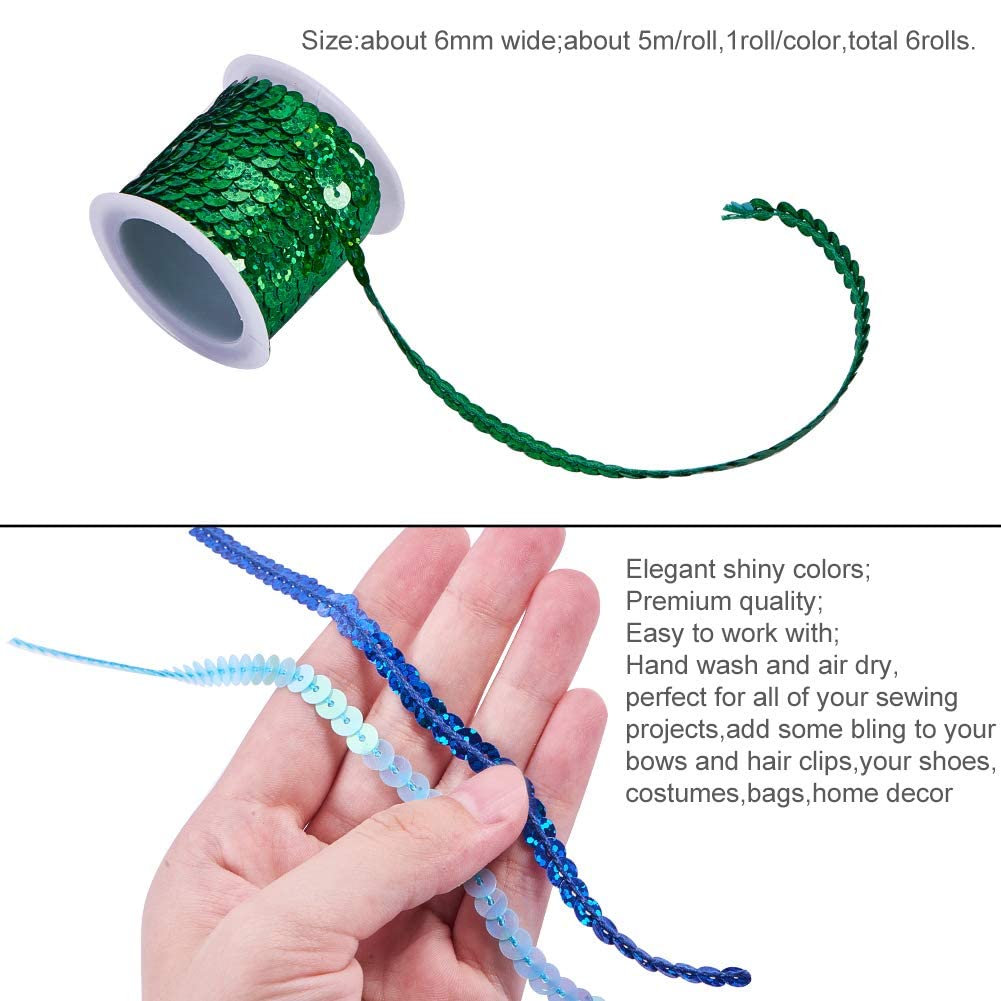 Size:about 6mm wide;about 5m/roll,1roll/color,total 6rolls.
Elegant shiny colors;
Premium quality;
Easy to work with;
Hand wash and air dry,
perfect for all of your sewing
projects,add some bling to your
bows and hair clips,your shoes,
costumes,bags,home decor